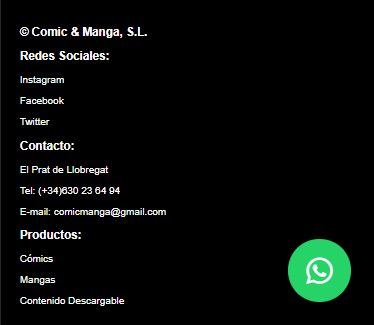 © Comic & Manga, S.L.
Redes Sociales:
Instagram
Facebook
Twitter
Contacto:
El Prat de Llobregat
Tel: (+34)630 23 64 94
E-mail: comicmanga@gmail.com
Productos:
Cómics
Mangas
Contenido Descargable